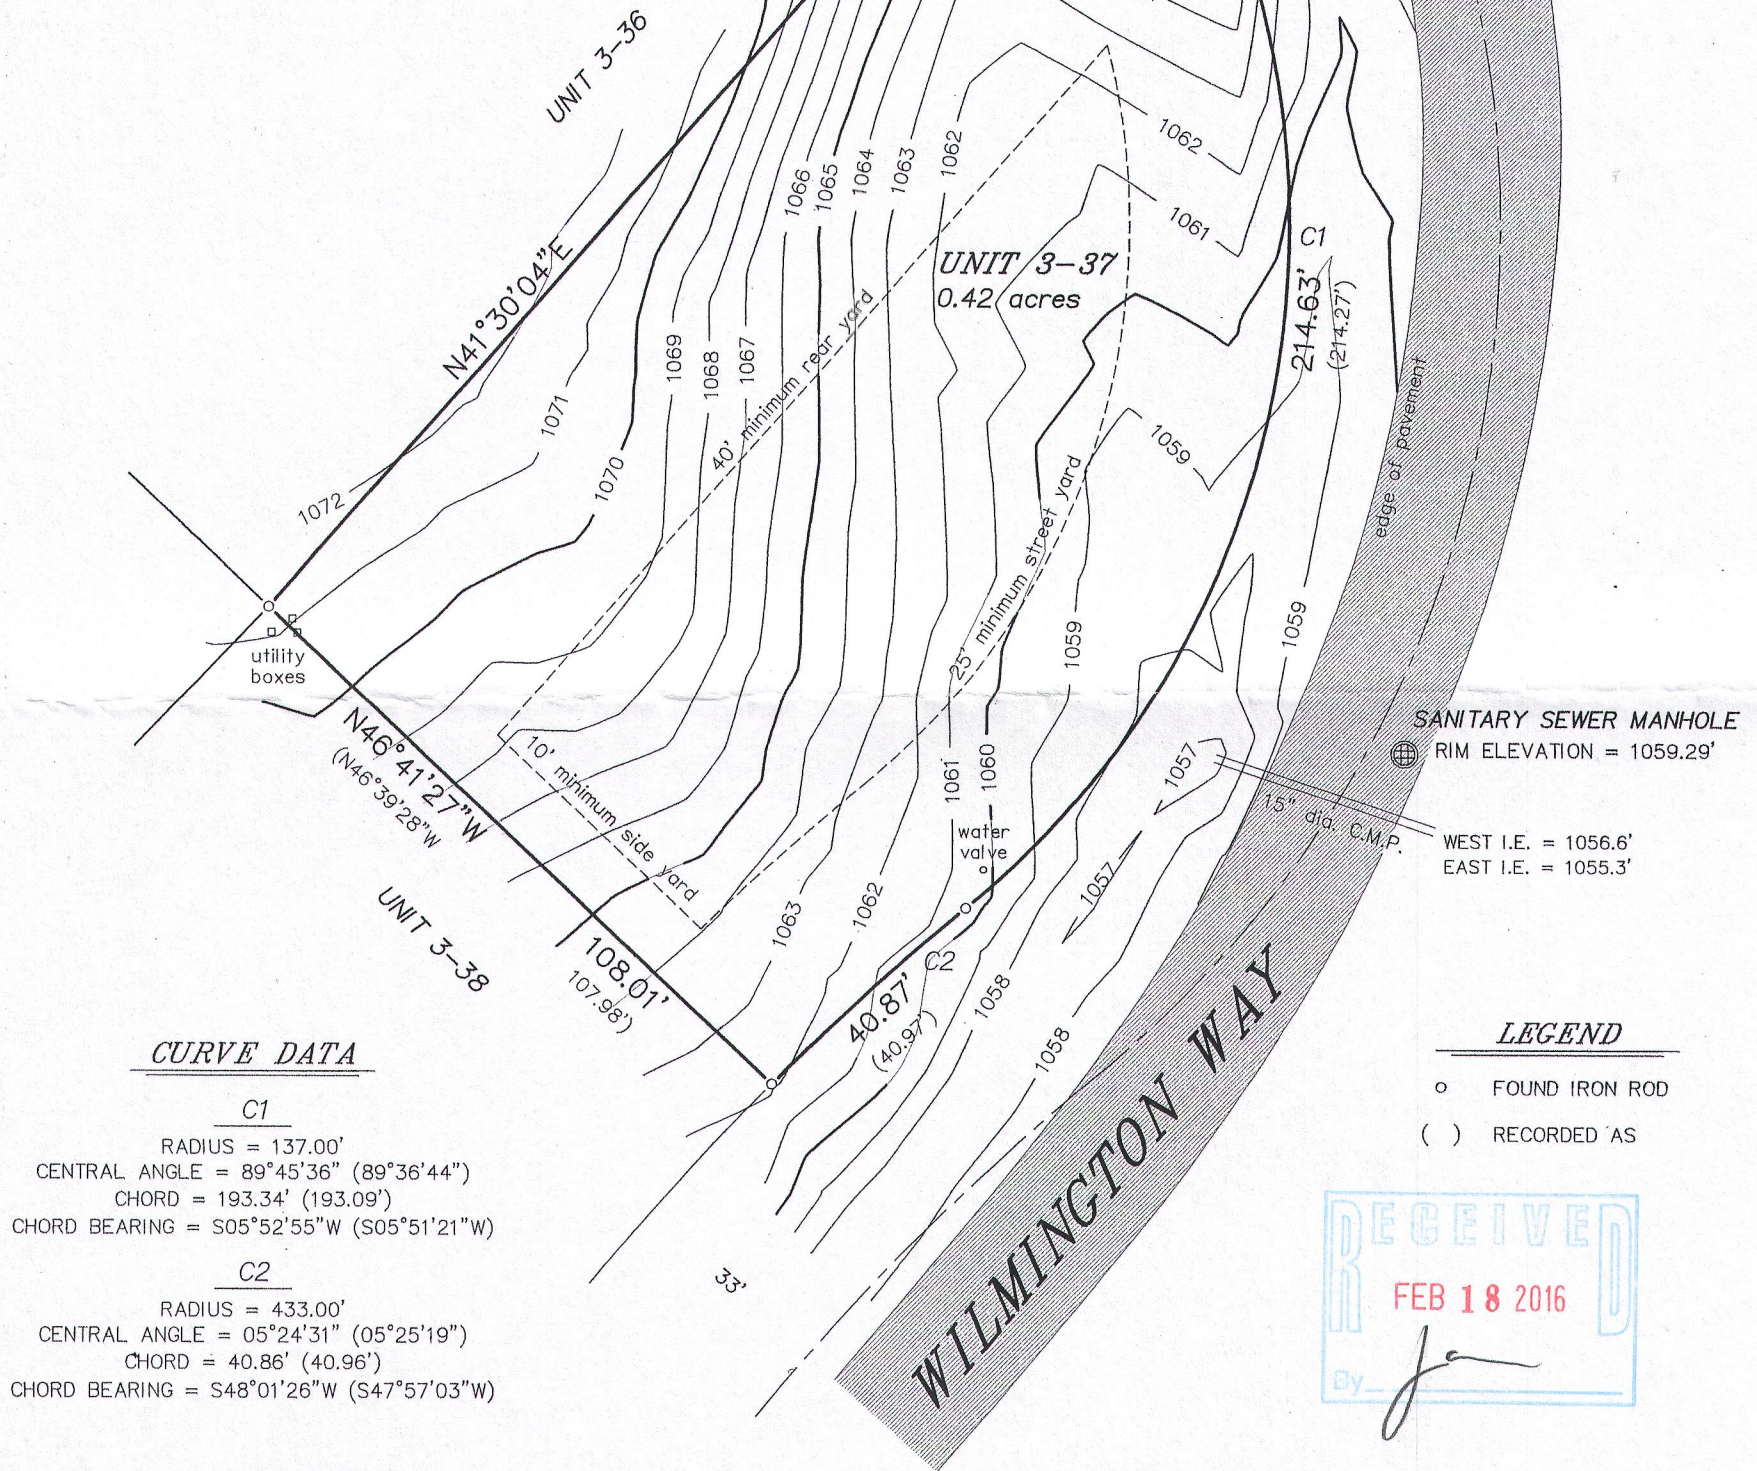 UNIT 3-36
N41°30'04"E
1072
1071
1070
1069
1068
1067
1066
1065
1064
1063
1062
1062
1061
UNIT 3-37
0.42 acres
C1
214.63'
(214.27')
40' minimum rear yard
1059
25' minimum street yard
edge of pavement
1059
1059
utility
boxes
N46°41'27"W
(N46°39'28"W
10' minimum side yard
1061
1060
1057
SANITARY SEWER MANHOLE
RIM ELEVATION = 1059.29'
15" dia. C.M.P.
WEST I.E. = 1056.6'
EAST I.E. = 1055.3'
water
valve
1057
UNIT 3-38
108.01'
107.98')
1063
1062
C2
40.87'
(40.97')
1058
1058
WILMINGTON WAY
33'
CURVE DATA
C1
RADIUS = 137.00'
CENTRAL ANGLE = 89°45'36" (89°36'44")
CHORD = 193.34' (193.09')
CHORD BEARING = S05°52'55"W (S05°51'21"W)
C2
RADIUS = 433.00'
CENTRAL ANGLE = 05°24'31" (05°25'19")
CHORD = 40.86' (40.96')
CHORD BEARING = S48°01'26"W (S47°57'03"W)
LEGEND
FOUND IRON ROD
( ) RECORDED AS
RECEIVED
FEB 18 2016
By